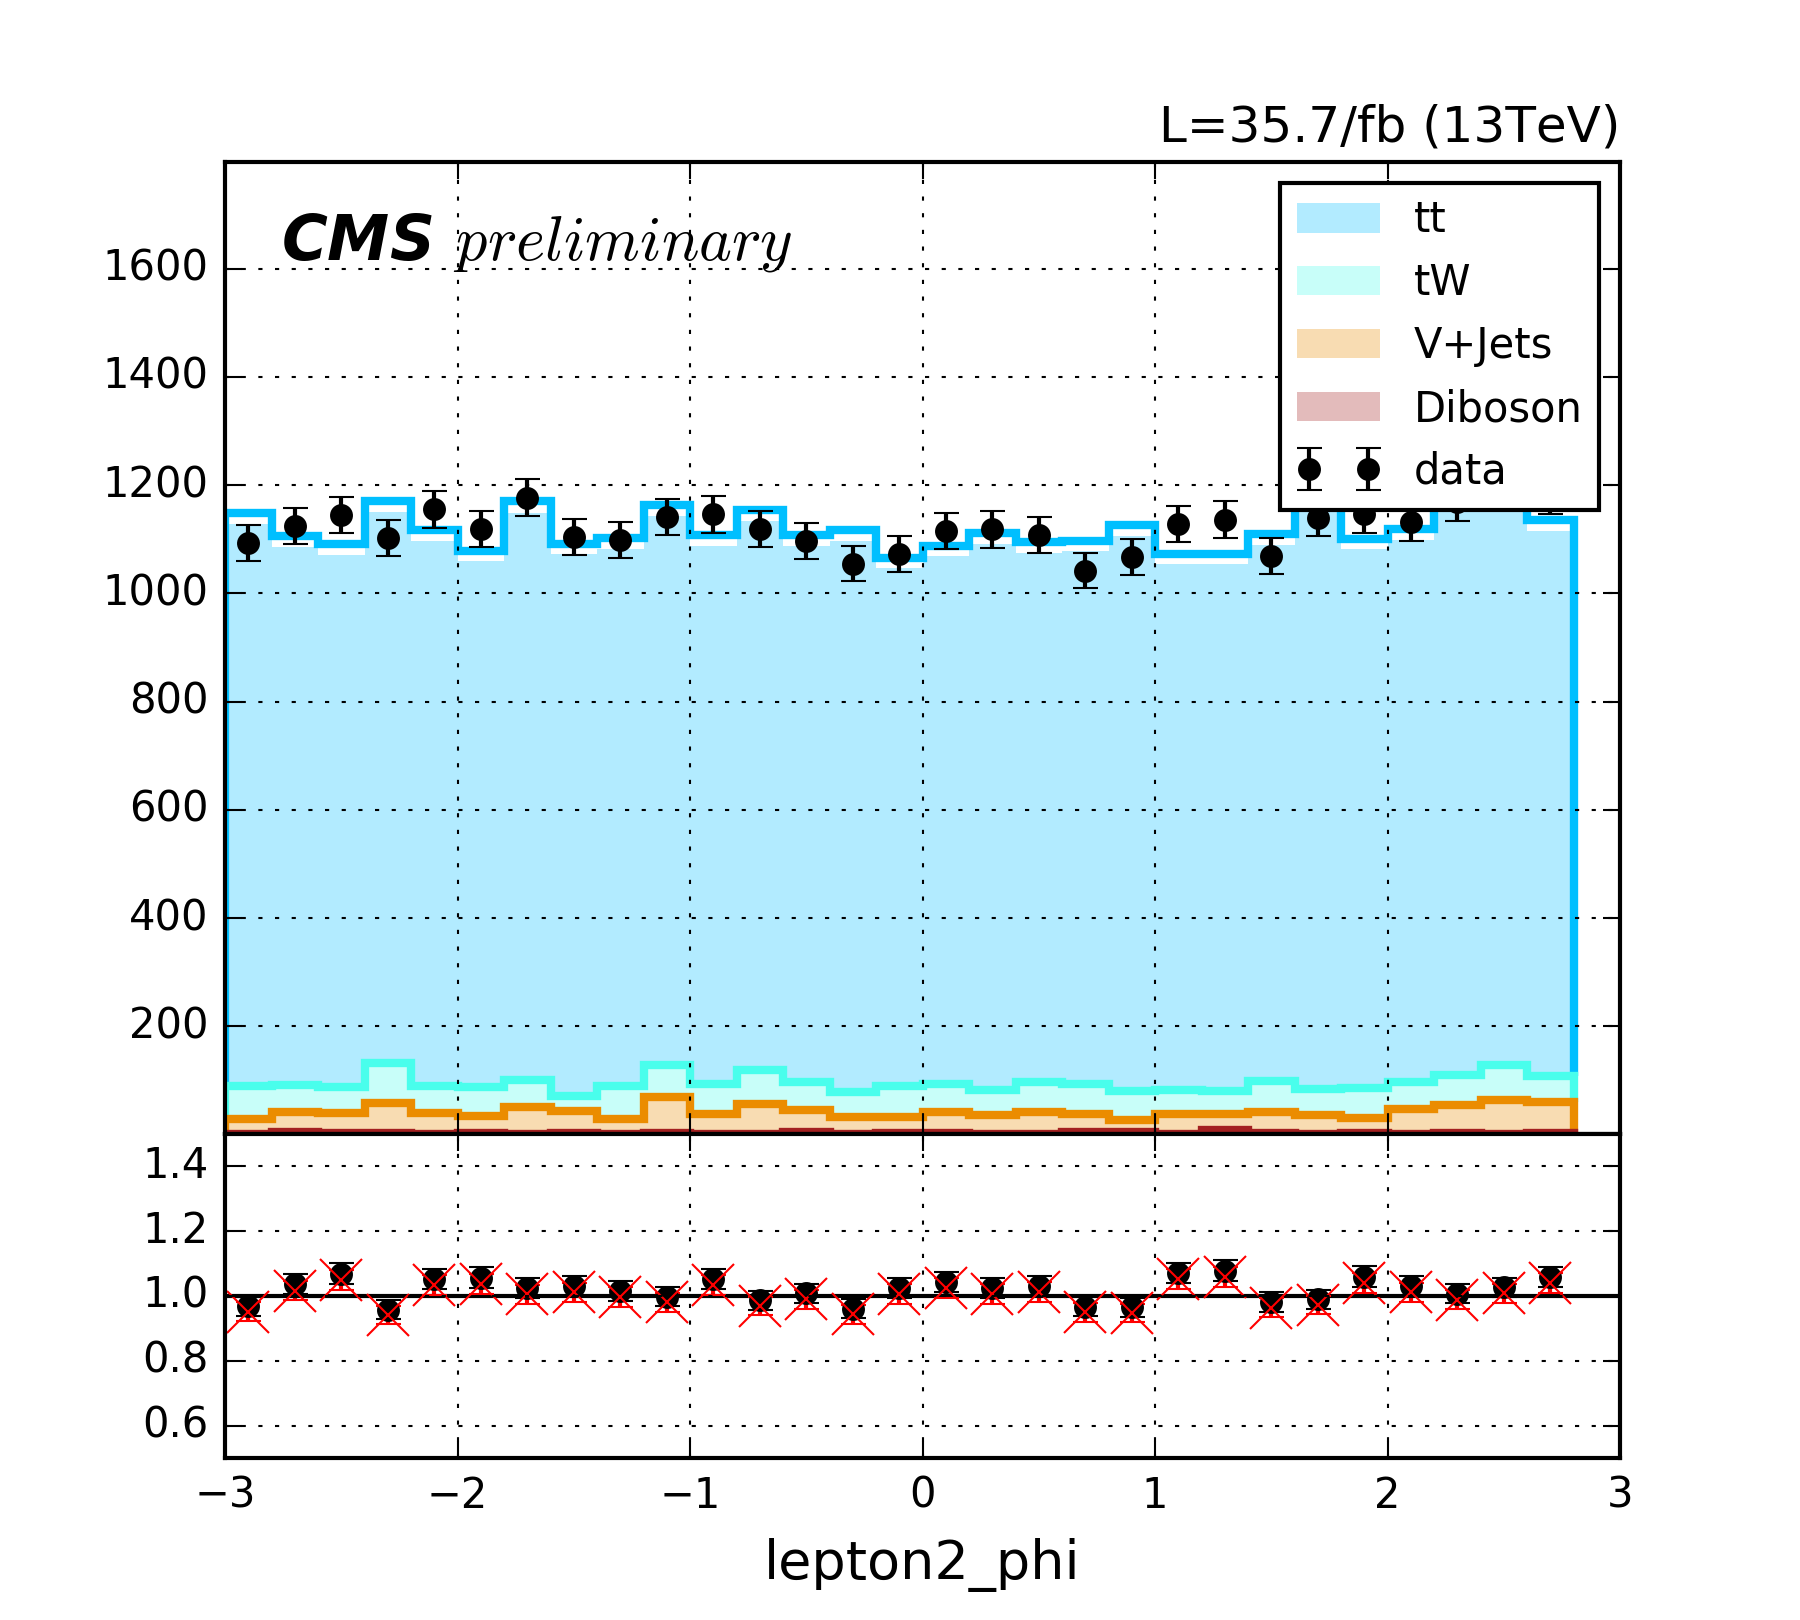 L=35.7/fb (13TeV)
CMS preliminary
tt
tW
V+Jets
Diboson
data
1600
1400
1200
1000
800
600
400
200
1.4
1.2
1.0
0.8
0.6
−3 −2 −1 0 1 2 3
lepton2_phi